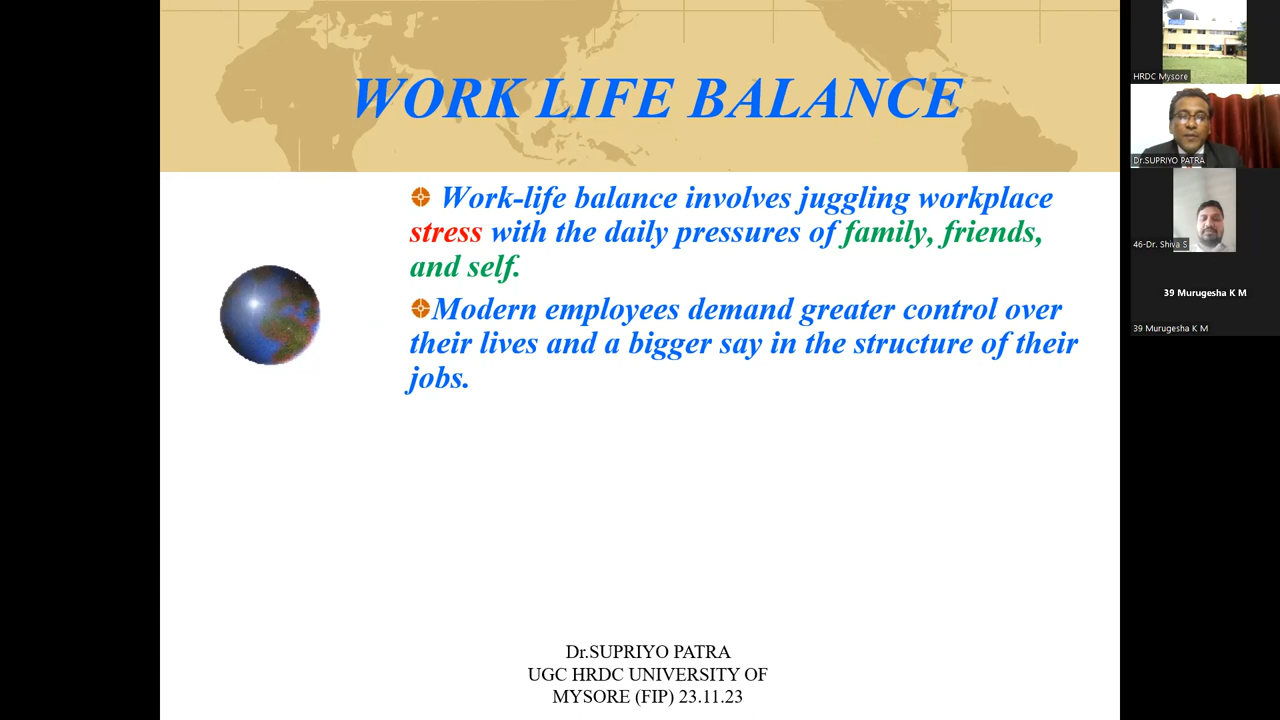 WORK LIFE BALANCE
Work-life balance involves juggling workplace
stress with the daily pressures of family, friends,
and self.
Modern employees demand greater control over
their lives and a bigger say in the structure of their
jobs.
Dr.SUPRIYO PATRA
UGC HRDC UNIVERSITY OF
MYSORE (FIP) 23.11.23
HRDC Mysore
Dr.SUPRIYO PATRA
46-Dr. Shiva S
39 Murugesha K M
39 Murugesha K M